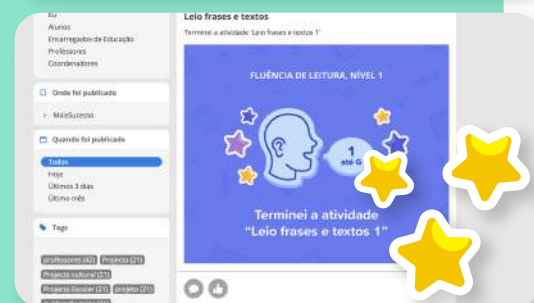 Eu
Alunos
Encarregados de Educação
Professores
Coordenadores
Onde foi publicado
> MaisSucesso
Quando foi publicado
Todos
Hoje
Últimos 3 dias
Último mês
Tags
professores (42) Projecto (21)
Projecto cultural (21)
Projecto Escolar (21) projeto (21)
Leio frases e textos
Terminei a atividade 'Leio frases e textos 1'
FLUÊNCIA DE LEITURA, NÍVEL 1
1
até G
Terminei a atividade
"Leio frases e textos 1"